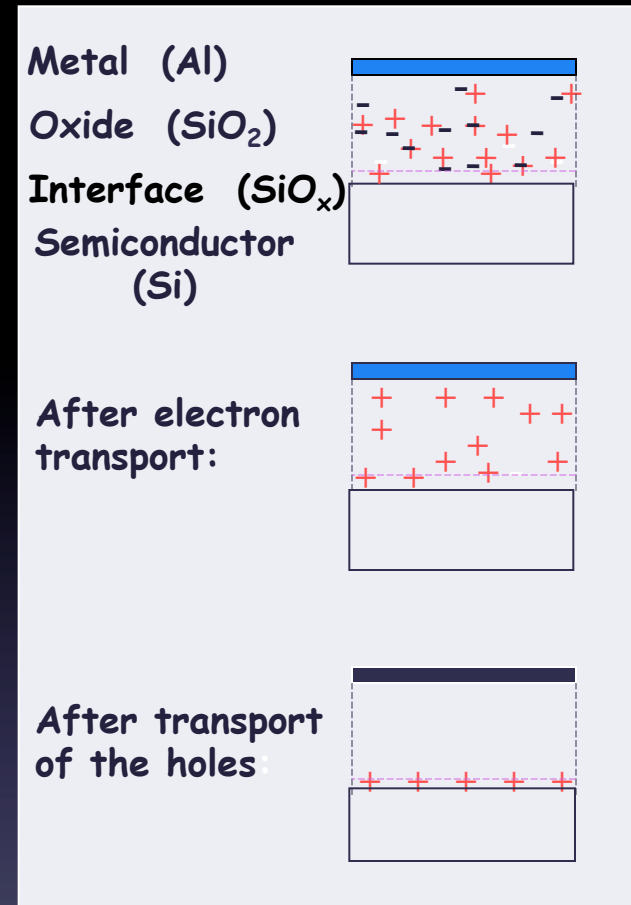 Metal (Al)
Oxide (SiO₂)
Interface (SiOₓ)
Semiconductor
(Si)
After electron
transport:
After transport
of the holes: